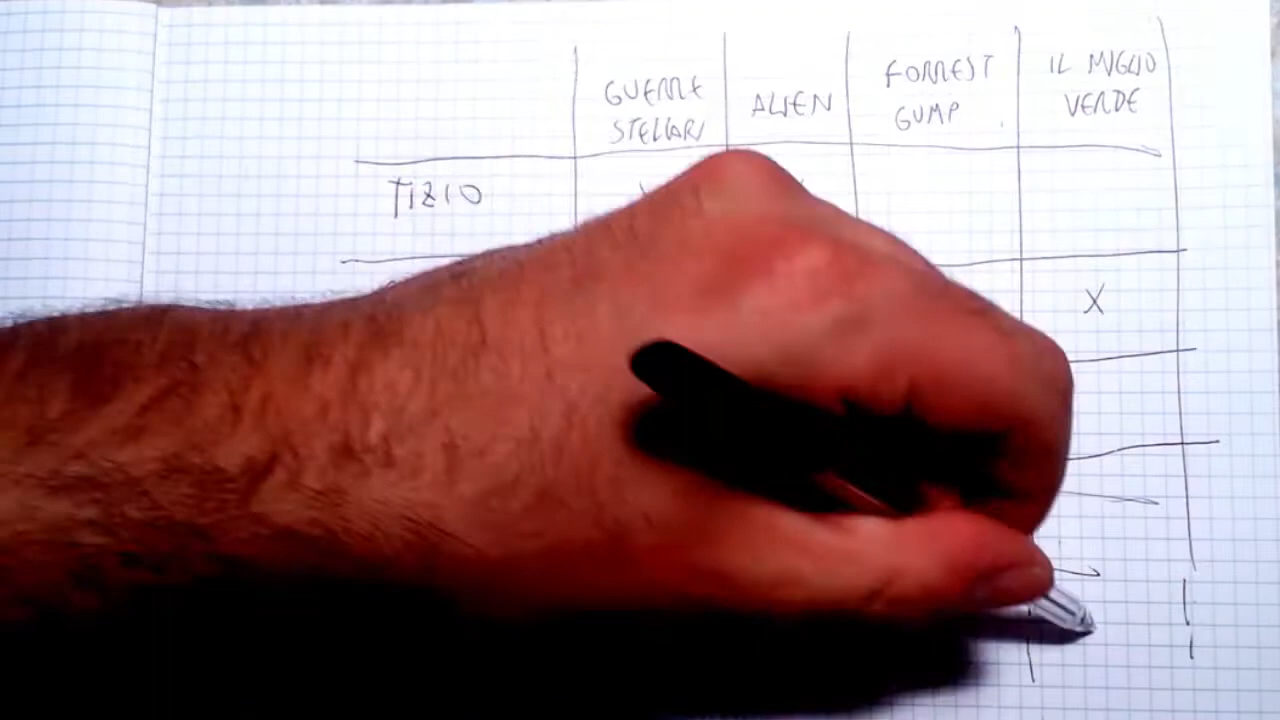 GUERRE
STELLARI
ALIEN
FORREST
GUMP
IL MIGLIO
VERDE
TIZIO
X